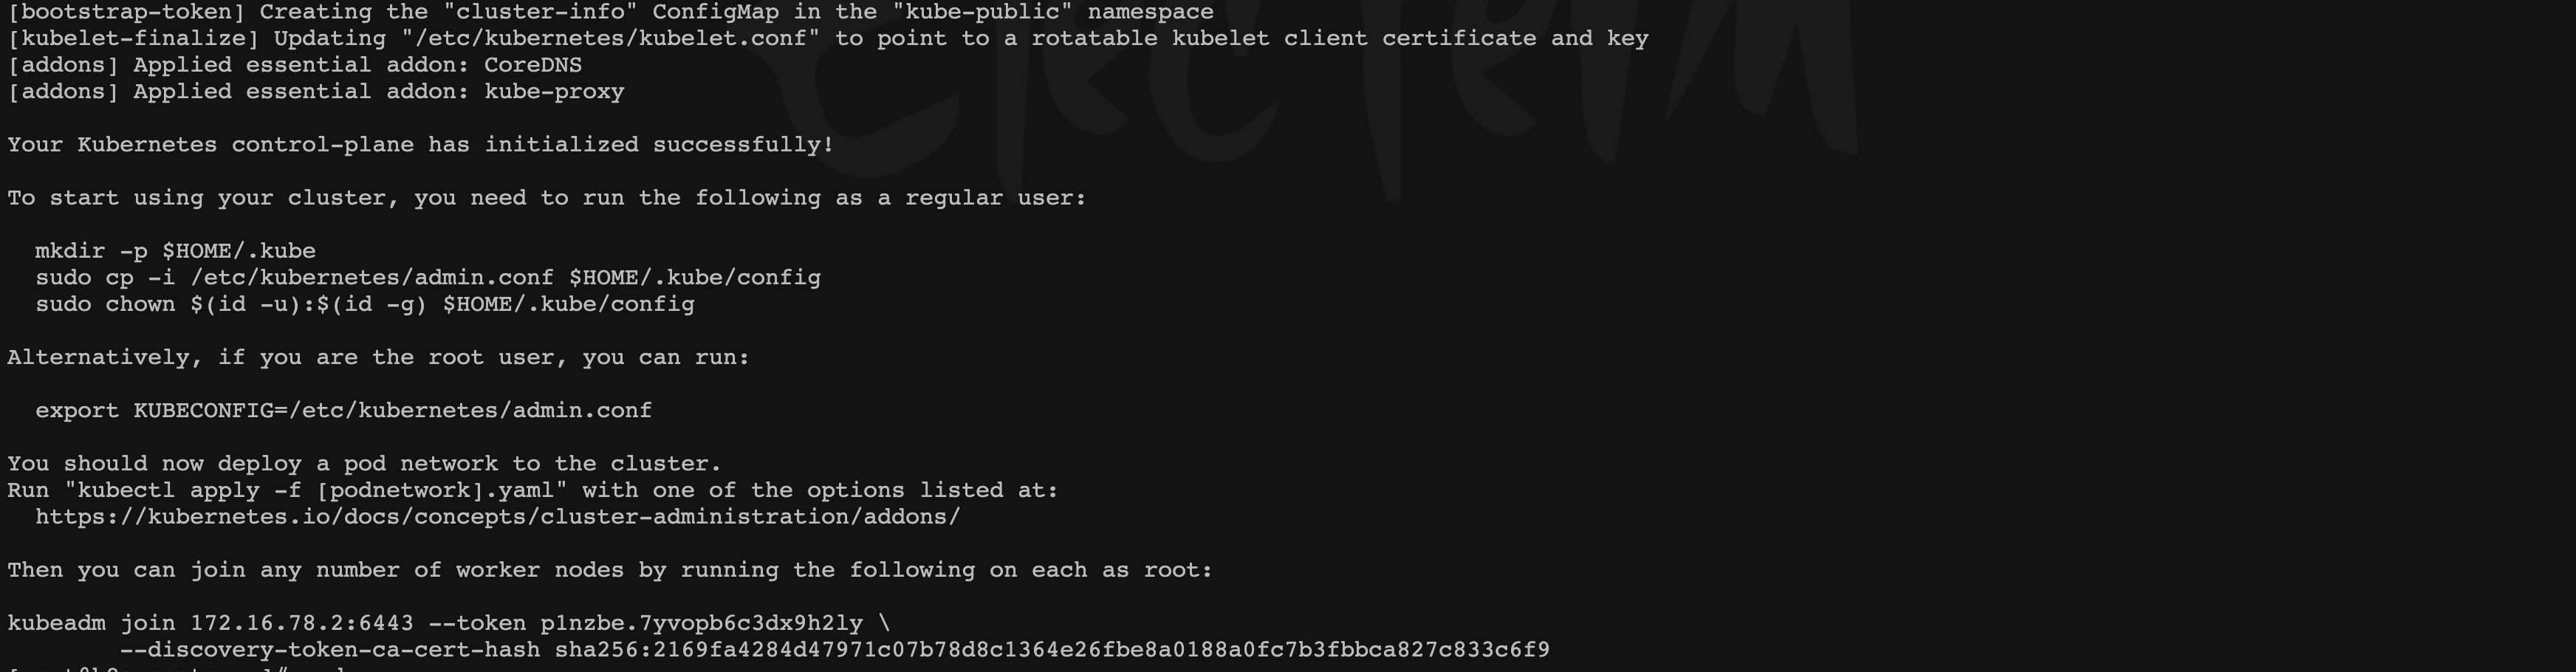 [bootstrap-token] Creating the "cluster-info" ConfigMap in the "kube-public" namespace
[kubelet-finalize] Updating "/etc/kubernetes/kubelet.conf" to point to a rotatable kubelet client certificate and key
[addons] Applied essential addon: CoreDNS
[addons] Applied essential addon: kube-proxy
Your Kubernetes control-plane has initialized successfully!
To start using your cluster, you need to run the following as a regular user:
mkdir -p $HOME/.kube
sudo cp -i /etc/kubernetes/admin.conf $HOME/.kube/config
sudo chown $(id -u):$(id -g) $HOME/.kube/config
Alternatively, if you are the root user, you can run:
export KUBECONFIG=/etc/kubernetes/admin.conf
You should now deploy a pod network to the cluster.
Run "kubectl apply -f [podnetwork].yaml" with one of the options listed at:
https://kubernetes.io/docs/concepts/cluster-administration/addons/
Then you can join any number of worker nodes by running the following on each as root:
kubeadm join 172.16.78.2:6443 --token p1nzbe.7yvopb6c3dx9h2ly \
--discovery-token-ca-cert-hash sha256:2169fa4284d47971c07b78d8c1364e26fbe8a0188a0fc7b3fbbca827c833c6f9